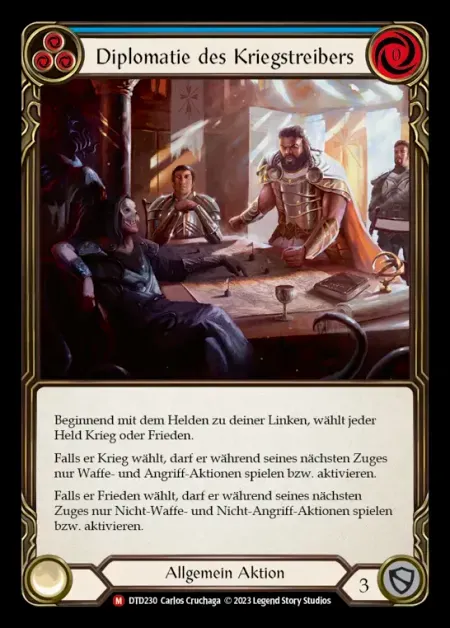 Diplomatie des Kriegstreibers
0
Beginnend mit dem Helden zu deiner Linken, wählt jeder
Held Krieg oder Frieden.
Falls er Krieg wählt, darf er während seines nächsten Zuges
nur Waffe- und Angriff-Aktionen spielen bzw. aktivieren.
Falls er Frieden wählt, darf er während seines nächsten
Zuges nur Nicht-Waffe- und Nicht-Angriff-Aktionen spielen
bzw. aktivieren.
Allgemein Aktion
3
M DTD230 Carlos Cruchaga © 2023 Legend Story Studios